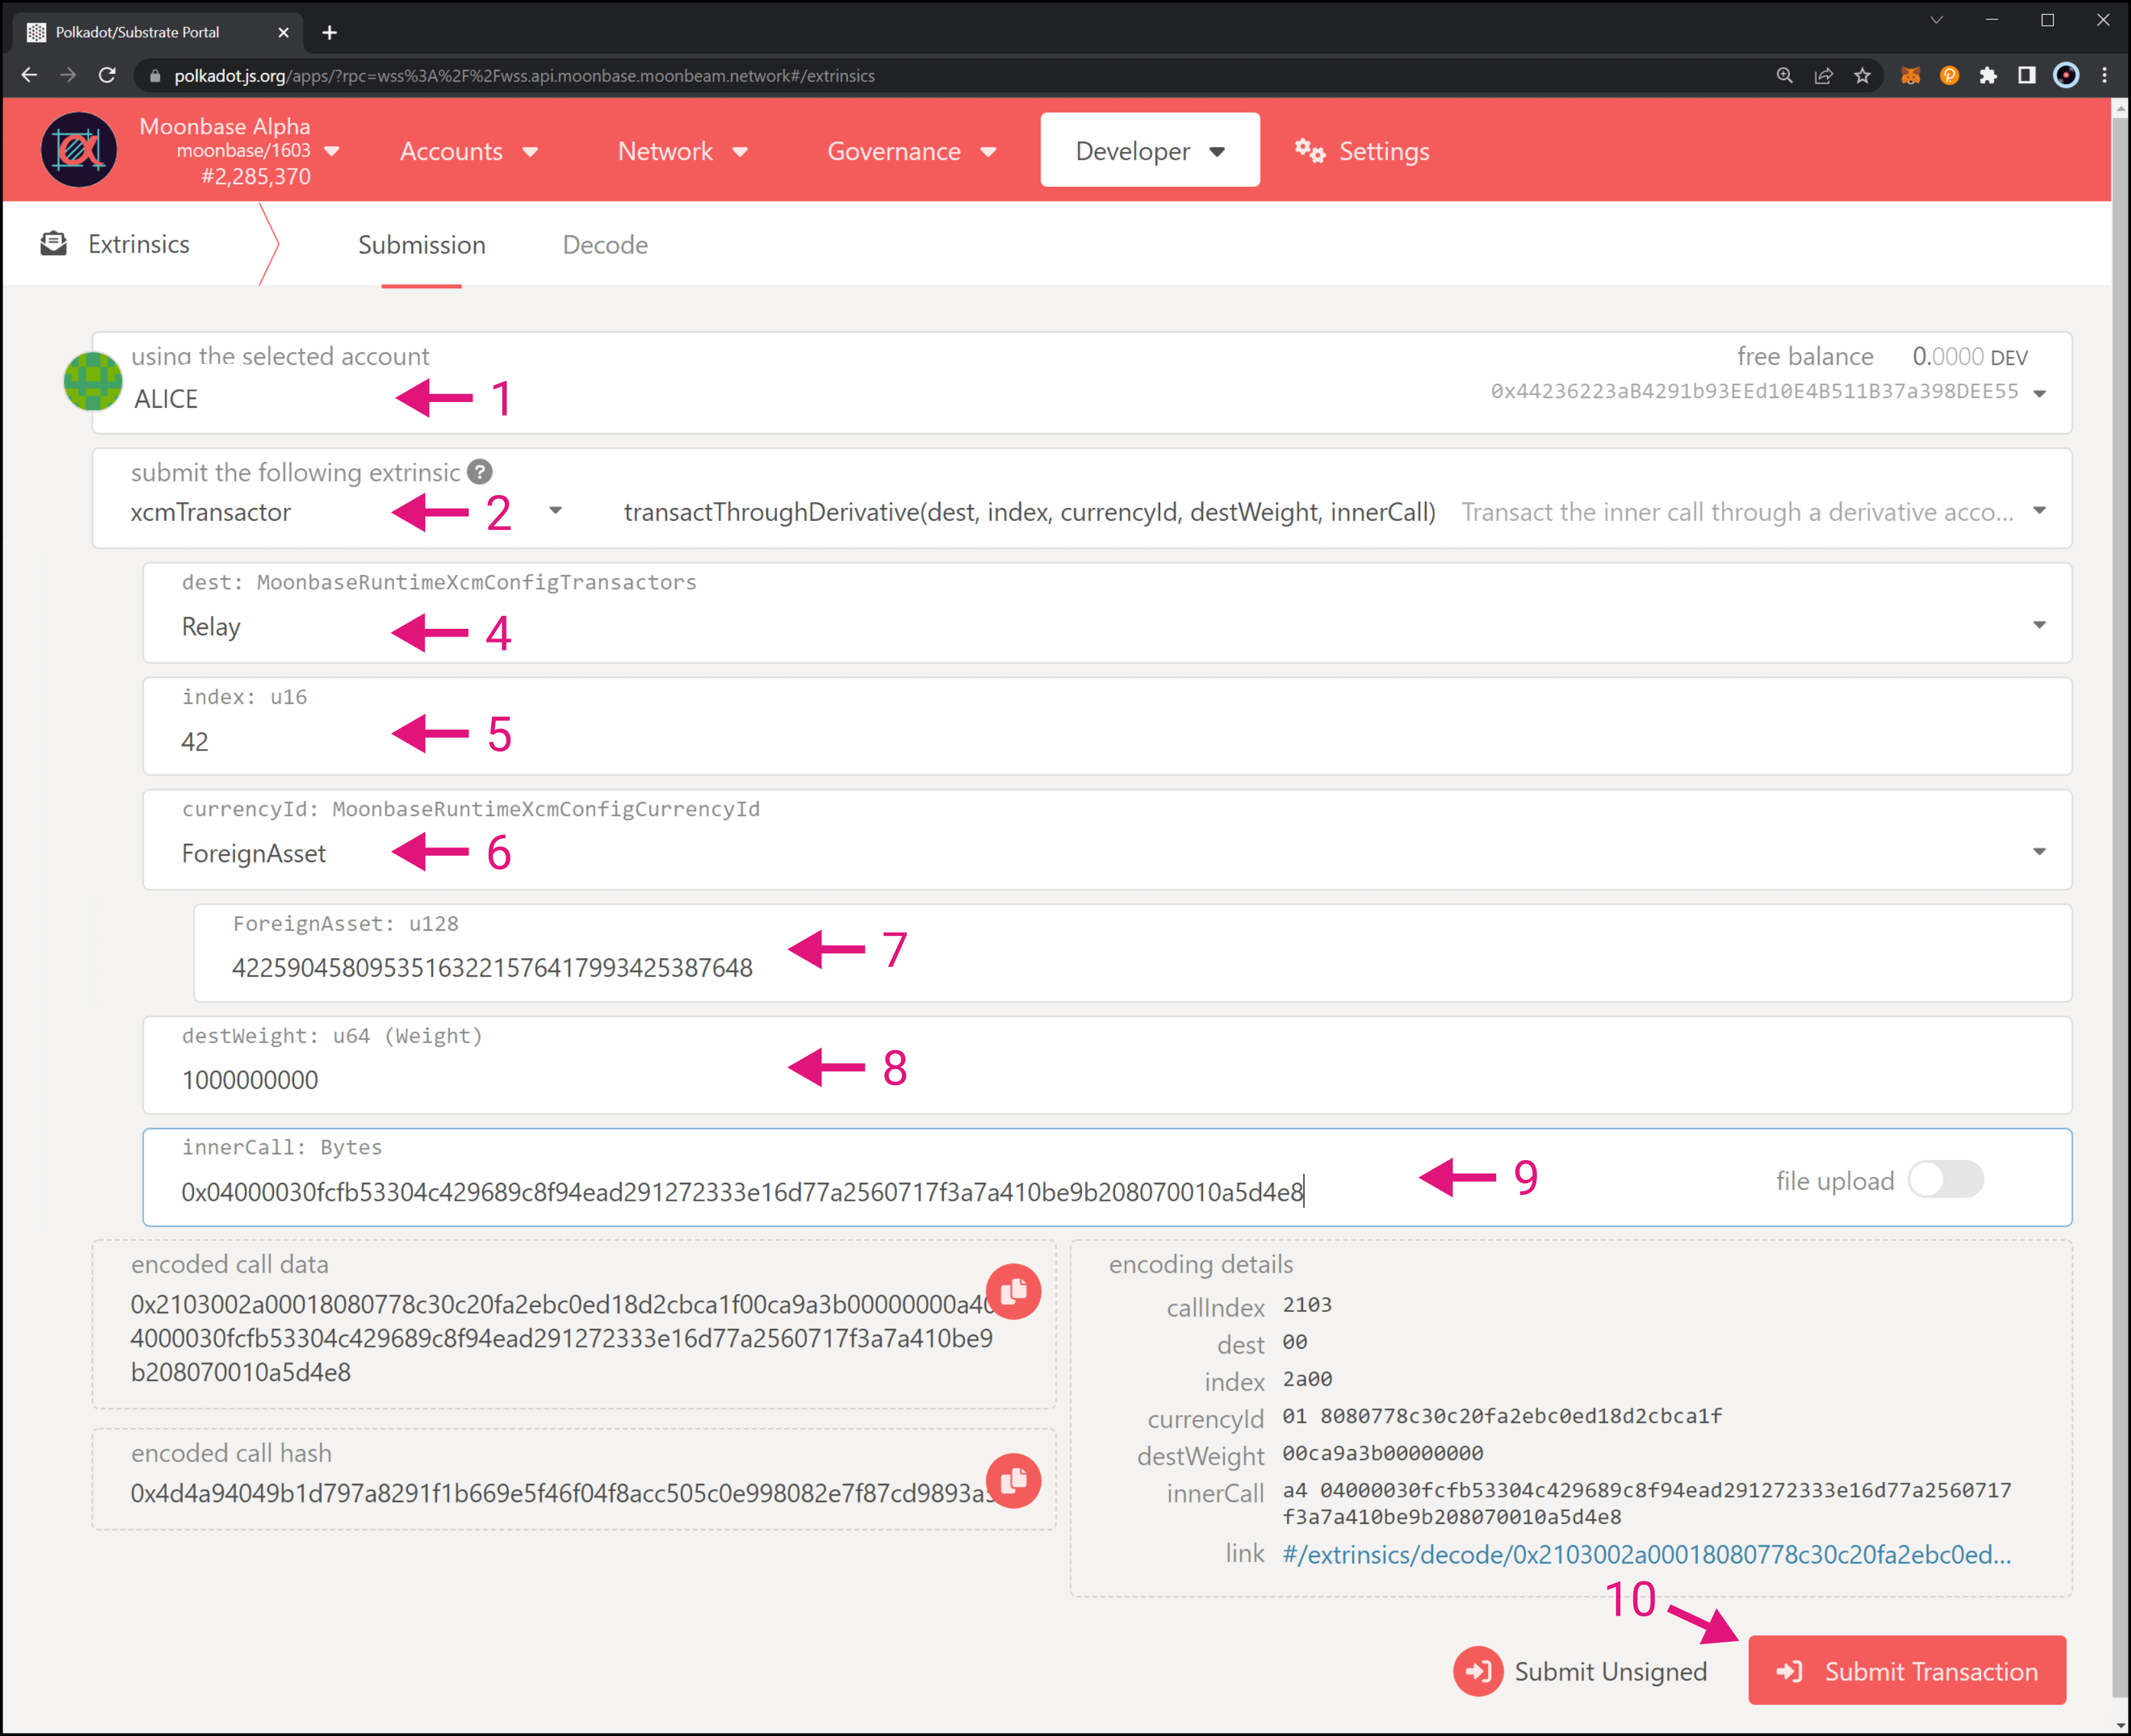 Polkadot/Substrate Portal
polkadot.js.org/apps/?rpc=wss%3A%2F%2Fwss.api.moonbase.moonbeam.network#/extrinsics
Moonbase Alpha
moonbase/1603
#2,285,370
Accounts
Network
Governance
Developer
Settings
Extrinsics
Submission
Decode
using the selected account
free balance 0.0000 DEV
ALICE
1
0x44236223aB4291b93EEd10E4B511B37a398DEE55
submit the following extrinsic ?
xcmTransactor
2
transactThroughDerivative(dest, index, currencyId, destWeight, innerCall) Transact the inner call through a derivative acco...
dest: MoonbaseRuntimeXcmConfigTransactors
Relay
4
index: u16
42
5
currencyId: MoonbaseRuntimeXcmConfigCurrencyId
ForeignAsset
6
ForeignAsset: u128
42259045809535163221576417993425387648
7
destWeight: u64 (Weight)
1000000000
8
innerCall: Bytes
0x04000030fcfb53304c429689c8f94ead291272333e16d77a2560717f3a7a410be9b208070010a5d4e8
9
file upload
encoded call data
0x2103002a00018080778c30c20fa2ebc0ed18d2cbca1f00ca9a3b00000000a40
4000030fcfb53304c429689c8f94ead291272333e16d77a2560717f3a7a410be9
b208070010a5d4e8
encoded call hash
0x4d4a94049b1d797a8291f1b669e5f46f04f8acc505c0e998082e7f87cd9893a
encoding details
callIndex 2103
dest 00
index 2a00
currencyId 01 8080778c30c20fa2ebc0ed18d2cbca1f
destWeight 00ca9a3b00000000
innerCall a4 04000030fcfb53304c429689c8f94ead291272333e16d77a2560717
f3a7a410be9b208070010a5d4e8
link #/extrinsics/decode/0x2103002a00018080778c30c20fa2ebc0ed...
10
Submit Unsigned
Submit Transaction